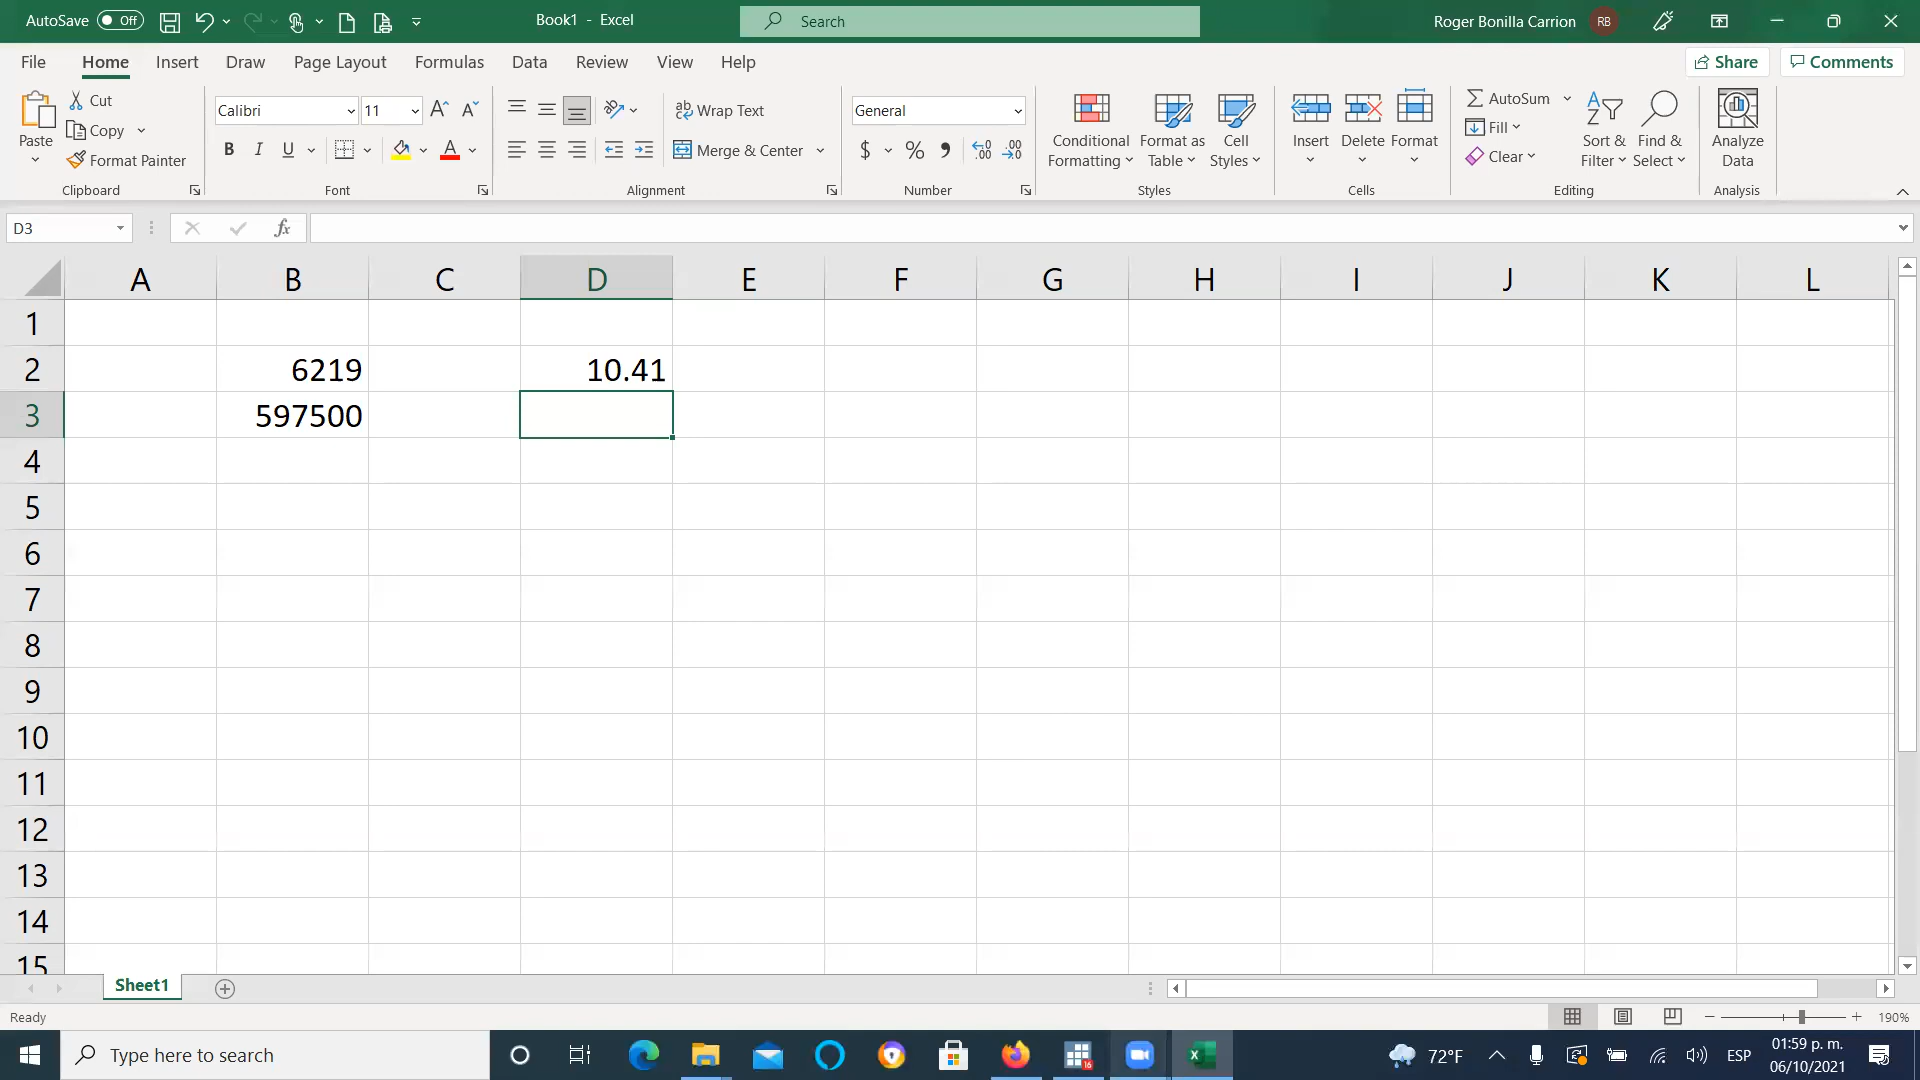 AutoSave Off Book1 - Excel Search Roger Bonilla Carrion RB
File Home Insert Draw Page Layout Formulas Data Review View Help Share Comments
Paste Cut Copy Format Painter Clipboard
Calibri 11 B I U A Font
Wrap Text Merge & Center Alignment
General $ % Number
Conditional Formatting Format as Table Cell Styles Styles
Insert Delete Format Cells
AutoSum Fill Clear Sort & Filter Find & Select Editing
Analyze Data Analysis
D3 fx
A B C D E F G H I J K L
1
2 6219 10.41
3 597500
4
5
6
7
8
9
10
11
12
13
14
15
Sheet1
Ready 190%
Type here to search 16 72°F ESP 01:59 p. m.
06/10/2021